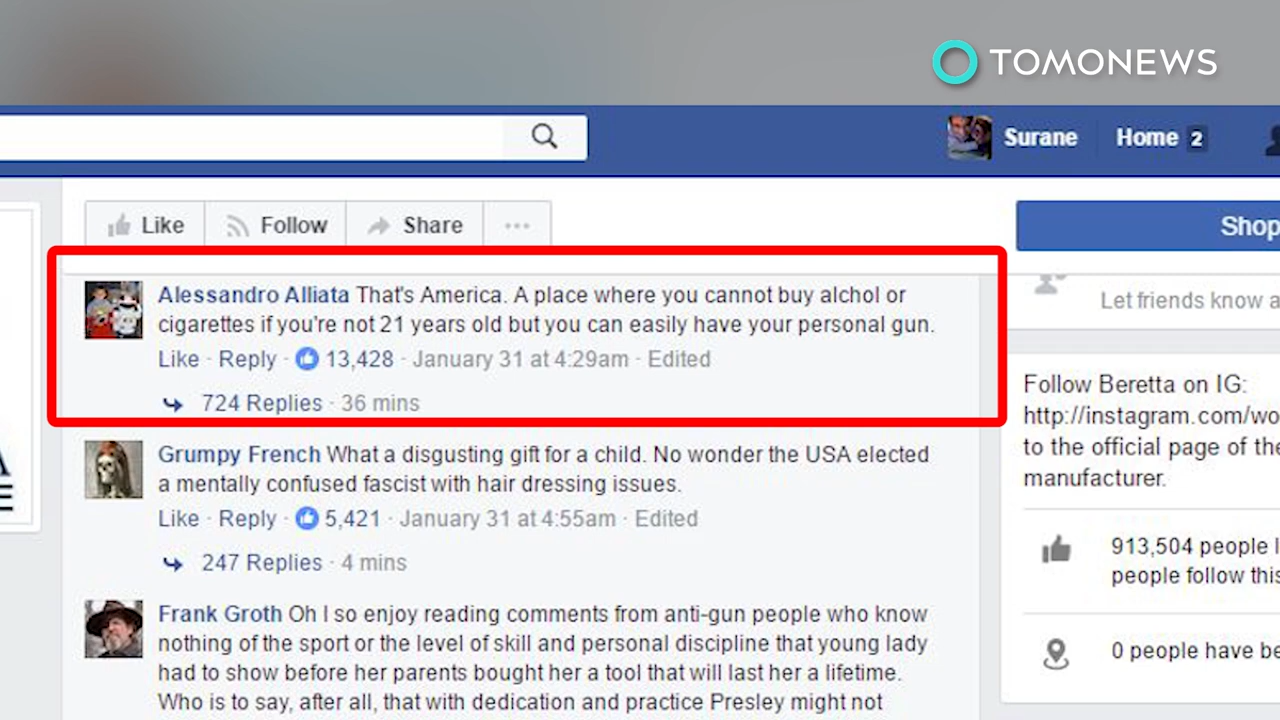 TOMONEWS
Surane
Home 2
Like
Follow
Share
Shop
Alessandro Alliata That's America. A place where you cannot buy alchol or
cigarettes if you're not 21 years old but you can easily have your personal gun.
Like · Reply · 13,428 · January 31 at 4:29am · Edited
724 Replies · 36 mins
Grumpy French What a disgusting gift for a child. No wonder the USA elected
a mentally confused fascist with hair dressing issues.
Like · Reply · 5,421 · January 31 at 4:55am · Edited
247 Replies · 4 mins
Frank Groth Oh I so enjoy reading comments from anti-gun people who know
nothing of the sport or the level of skill and personal discipline that young lady
had to show before her parents bought her a tool that will last her a lifetime.
Who is to say, after all, that with dedication and practice Presley might not
Let friends know a
Follow Beretta on IG:
http://instagram.com/wo
to the official page of the
manufacturer.
913,504 people l
people follow this
0 people have be